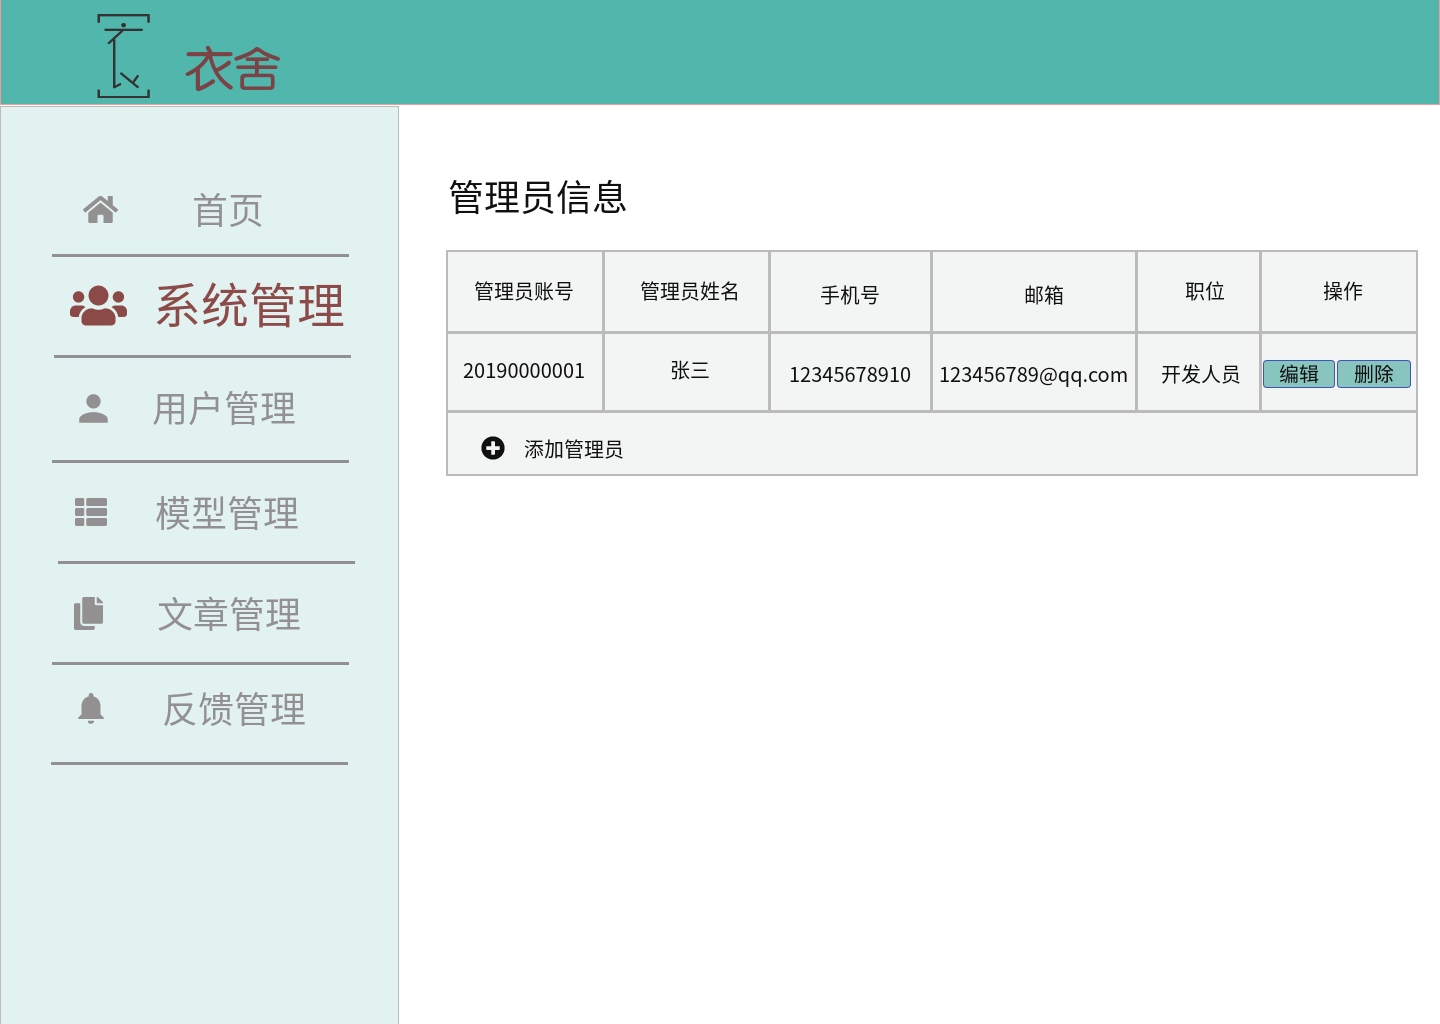 衣舍
首页
系统管理
用户管理
模型管理
文章管理
反馈管理
管理员信息
管理员账号 管理员姓名 手机号 邮箱 职位 操作
20190000001 张三 12345678910 123456789@qq.com 开发人员 编辑 删除
添加管理员